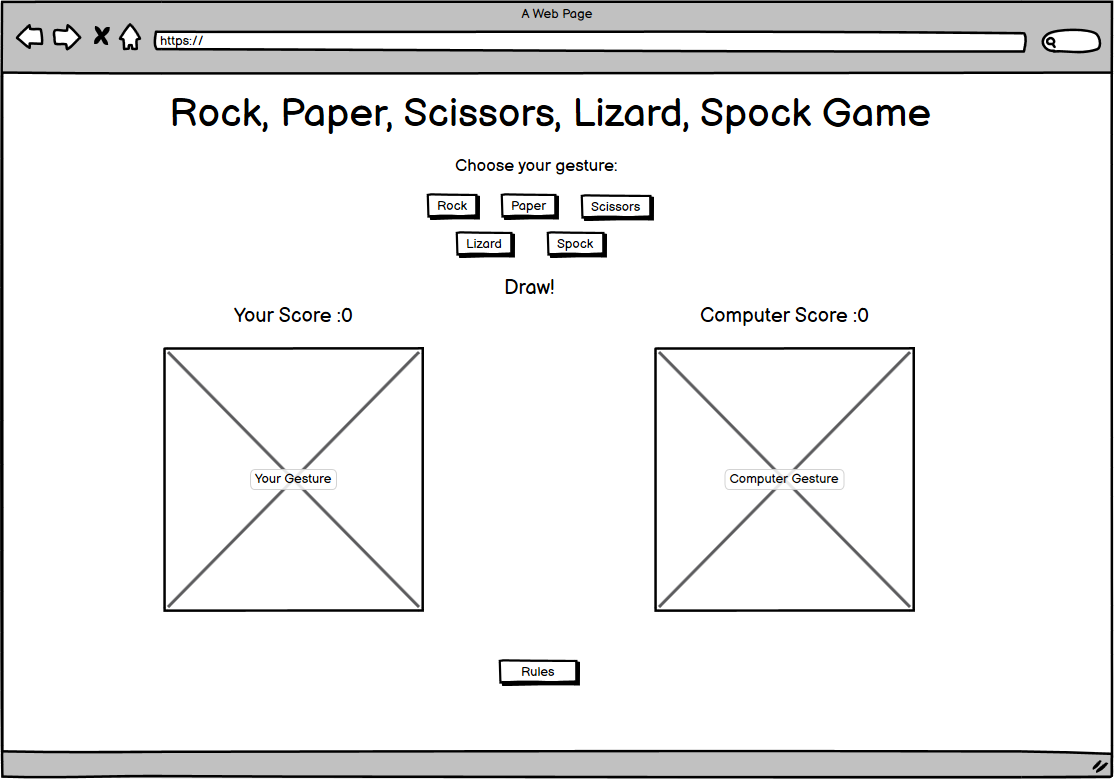 A Web Page
https://
Rock, Paper, Scissors, Lizard, Spock Game
Choose your gesture:
Rock Paper Scissors
Lizard Spock
Draw!
Your Score :0 Computer Score :0
Your Gesture Computer Gesture
Rules